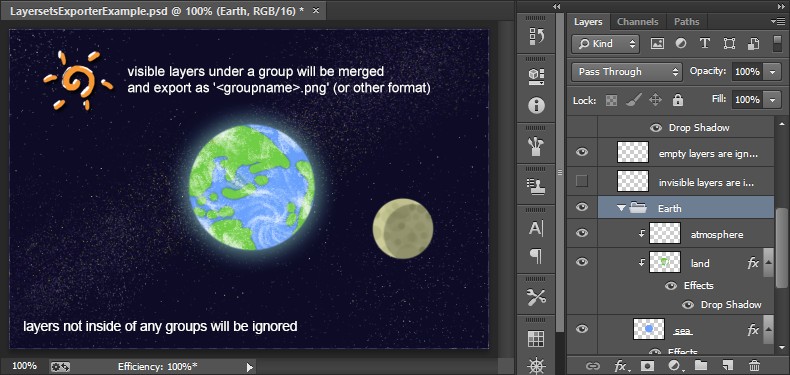 LayersetsExporterExample.psd @ 100% (Earth, RGB/16) * ×
visible layers under a group will be merged
and export as '<groupname>.png' (or other format)
layers not inside of any groups will be ignored
100%
Efficiency: 100%*
Layers Channels Paths
Kind
Pass Through Opacity: 100%
Lock: Fill: 100%
Drop Shadow
empty layers are ign...
invisible layers are i...
Earth
atmosphere
land fx
Effects
Drop Shadow
sea fx
Effects
fx